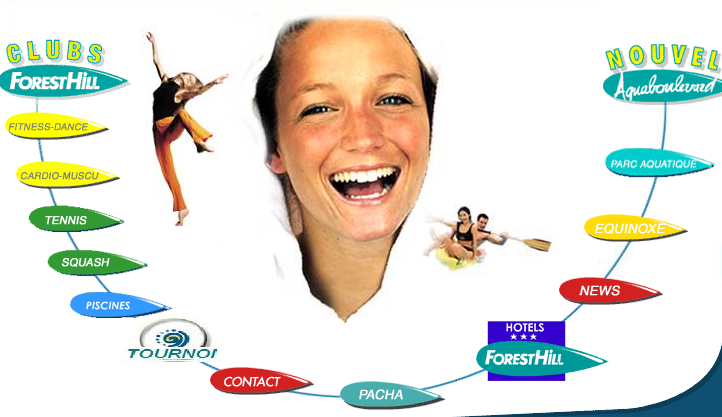 CLUBS
FORESTHILL
FITNESS-DANCE
CARDIO-MUSCU
TENNIS
SQUASH
PISCINES
TOURNOI
CONTACT
PACHA
HOTELS
★★★
FORESTHILL
NEWS
EQUINOXE
PARC AQUATIQUE
NOUVEL
Aquaboulevard